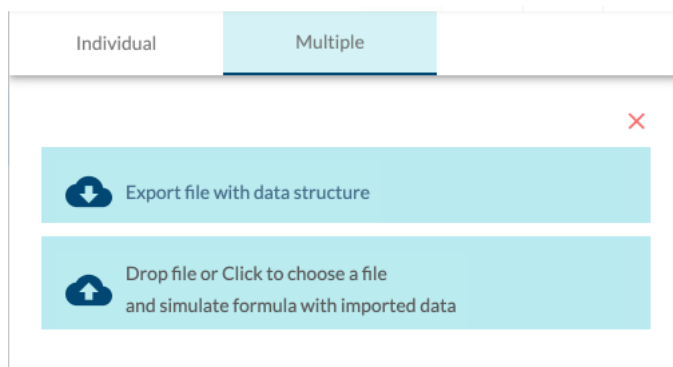 Individual
Multiple
Export file with data structure
Drop file or Click to choose a file
and simulate formula with imported data